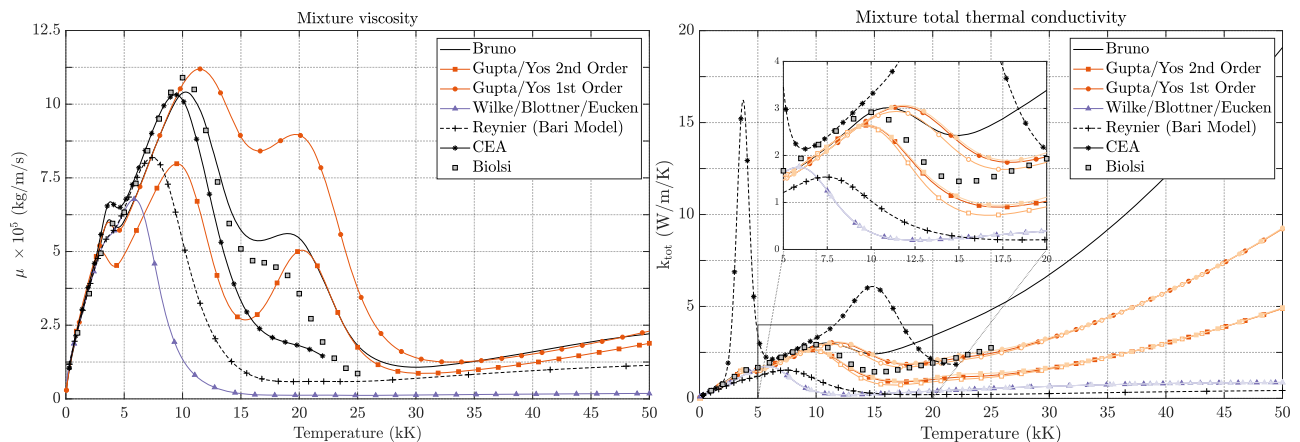 Mixture viscosity
12.5
10
7.5
5
2.5
0
μ ×10⁵ (kg/m/s)
0 5 10 15 20 25 30 35 40 45 50
Temperature (kK)
Bruno
Gupta/Yos 2nd Order
Gupta/Yos 1st Order
Wilke/Blottner/Eucken
Reynier (Bari Model)
CEA
Biolsi
Mixture total thermal conductivity
20
15
10
5
0
k_tot (W/m/K)
0 5 10 15 20 25 30 35 40 45 50
Temperature (kK)
4
3
2
1
0
5 7.5 10 12.5 15 17.5 20
Bruno
Gupta/Yos 2nd Order
Gupta/Yos 1st Order
Wilke/Blottner/Eucken
Reynier (Bari Model)
CEA
Biolsi